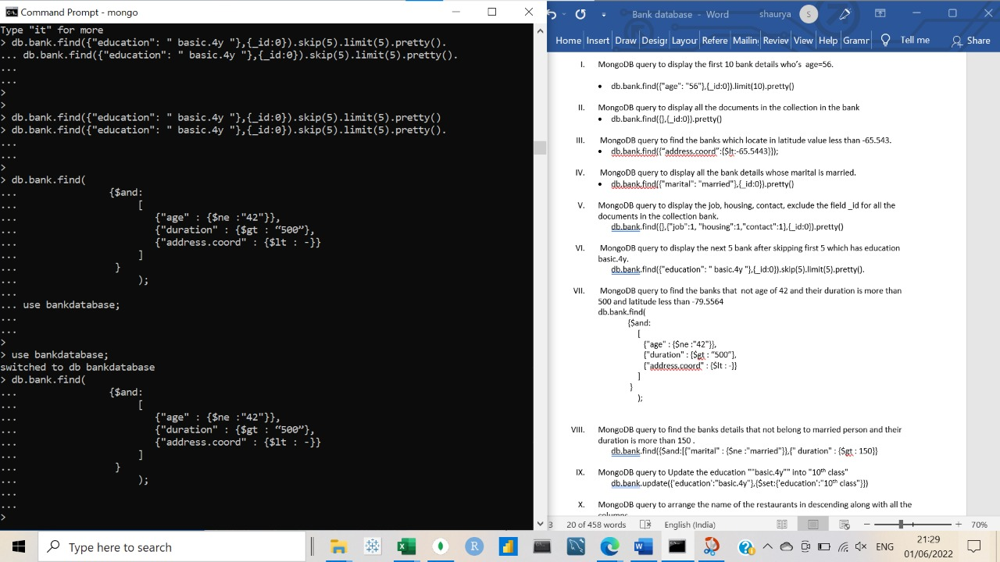 Command Prompt - mongo
Type "it" for more
> db.bank.find({"education": " basic.4y "},{_id:0}).skip(5).limit(5).pretty().
... db.bank.find({"education": " basic.4y "},{_id:0}).skip(5).limit(5).pretty().
...
...
>
>
> db.bank.find({"education": " basic.4y "},{_id:0}).skip(5).limit(5).pretty()
> db.bank.find({"education": " basic.4y "},{_id:0}).skip(5).limit(5).pretty().
...
...
>
> db.bank.find(
... {$and:
... [
... {"age" : {$ne :"42"}},
... {"duration" : {$gt : “500”},
... {"address.coord" : {$lt : -}}
... ]
... }
... );
...
... use bankdatabase;
...
...
>
> use bankdatabase;
switched to db bankdatabase
> db.bank.find(
... {$and:
... [
... {"age" : {$ne :"42"}},
... {"duration" : {$gt : “500”},
... {"address.coord" : {$lt : -}}
... ]
... }
... );
...
...
>
Bank database - Word shaurya S
Home Insert Draw Desigr Layou Refere Mailin Reviev View Help Gramr Tell me Share
I. MongoDB query to display the first 10 bank details who’s age=56.
• db.bank.find({"age": "56"},{_id:0}).limit(10).pretty()
II. MongoDB query to display all the documents in the collection in the bank
• db.bank.find({},{_id:0}).pretty()
III. MongoDB query to find the banks which locate in latitude value less than -65.543.
• db.bank.find({“address.coord”:{$lt:-65.5443}});
IV. MongoDB query to display all the bank details whose marital is married.
• db.bank.find({"marital": "married"},{_id:0}).pretty()
V. MongoDB query to display the job, housing, contact, exclude the field _id for all the
documents in the collection bank.
db.bank.find({},{"job":1, "housing":1,"contact":1},{_id:0}).pretty()
VI. MongoDB query to display the next 5 bank after skipping first 5 which has education
basic.4y.
db.bank.find({"education": " basic.4y "},{_id:0}).skip(5).limit(5).pretty().
VII. MongoDB query to find the banks that not age of 42 and their duration is more than
500 and latitude less than -79.5564
db.bank.find(
{$and:
[
{"age" : {$ne :"42"}},
{"duration" : {$gt : “500”},
{"address.coord" : {$lt : -}}
]
}
);
VIII. MongoDB query to find the banks details that not belong to married person and their
duration is more than 150 .
db.bank.find({$and:[{"marital" : {$ne :"married"}},{" duration" : {$gt : 150}}
IX. MongoDB query to Update the education ""basic.4y"" into "10th class"
db.bank.update({'education':"basic.4y"},{$set:{'education':"10th class"}})
X. MongoDB query to arrange the name of the restaurants in descending along with all the
columns
3 20 of 458 words English (India) 70%
Type here to search
ENG
21:29
01/06/2022